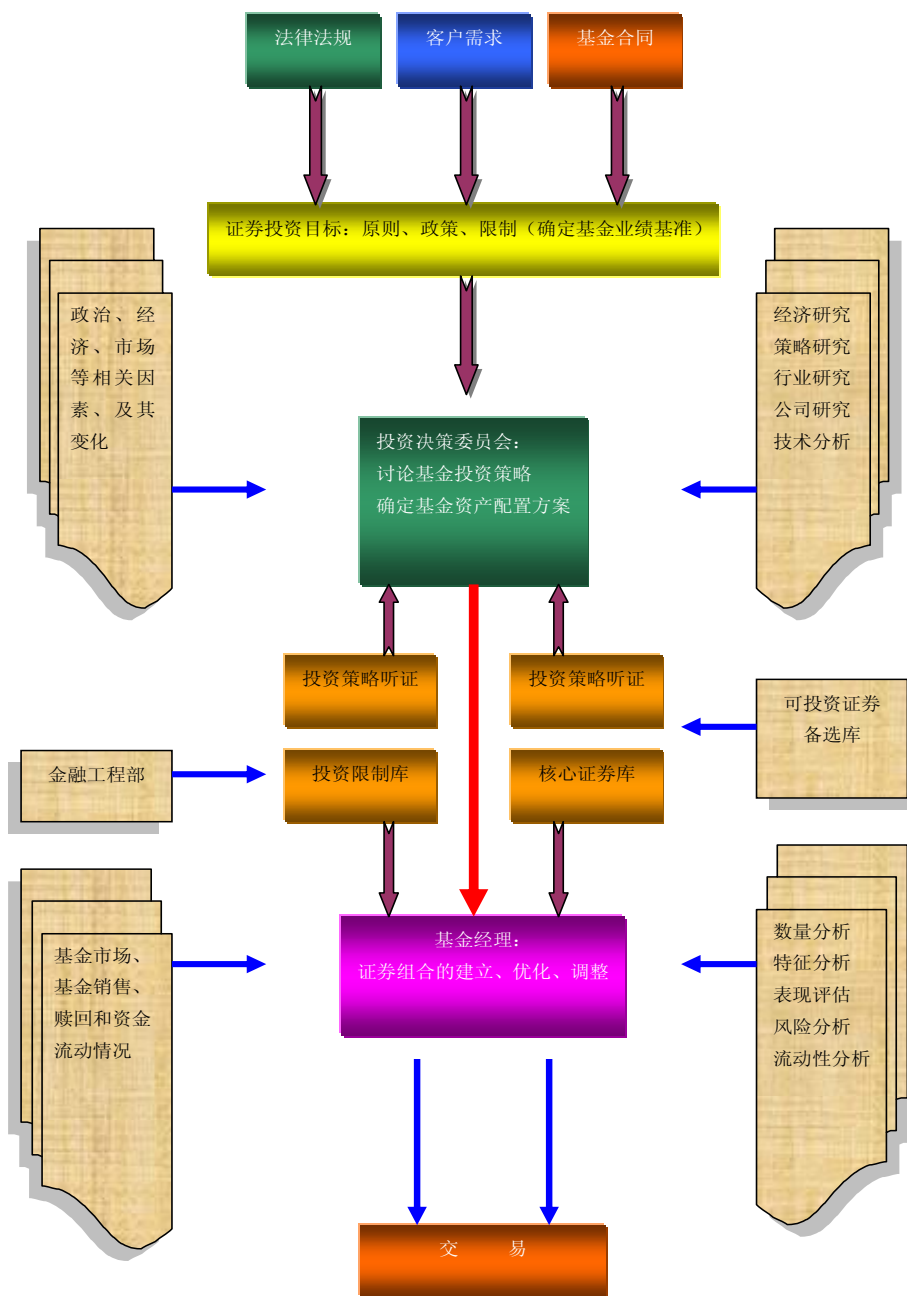 法律法规
客户需求
基金合同
证券投资目标：原则、政策、限制（确定基金业绩基准）
政治、经
济、市场
等相关因
素、及其
变化
经济研究
策略研究
行业研究
公司研究
技术分析
投资决策委员会：
讨论基金投资策略
确定基金资产配置方案
投资策略听证
投资策略听证
可投资证券
备选库
金融工程部
投资限制库
核心证券库
基金经理：
证券组合的建立、优化、调整
基金市场、
基金销售、
赎回和资金
流动情况
数量分析
特征分析
表现评估
风险分析
流动性分析
交 易